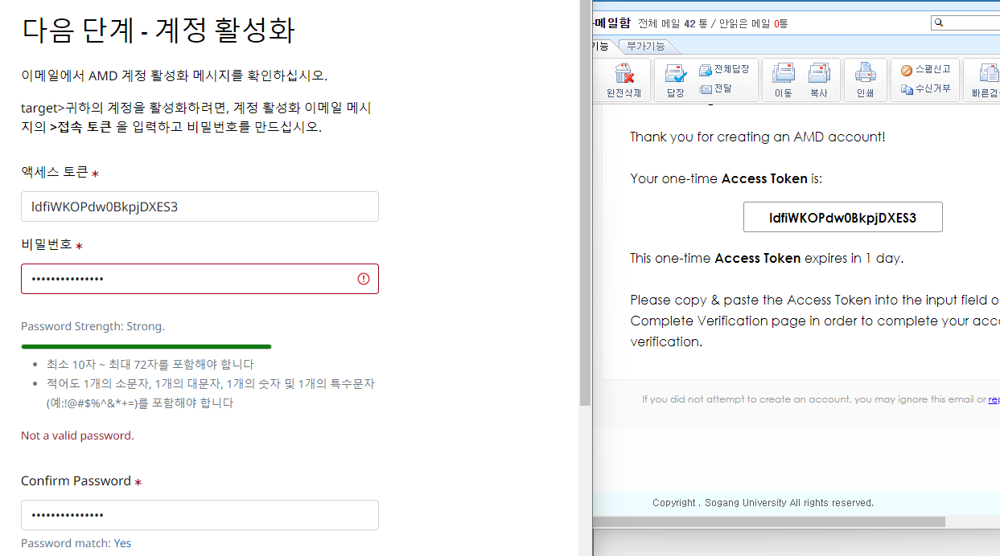 다음 단계 - 계정 활성화
이메일에서 AMD 계정 활성화 메시지를 확인하십시오.
target>귀하의 계정을 활성화하려면, 계정 활성화 이메일 메시
지의 >접속 토큰 을 입력하고 비밀번호를 만드십시오.
액세스 토큰 *
ldfiWKOPdw0BkpjDXES3
비밀번호 *
•••••••••••••••
Password Strength: Strong.
• 최소 10자 ~ 최대 72자를 포함해야 합니다
• 적어도 1개의 소문자, 1개의 대문자, 1개의 숫자 및 1개의 특수문자
(예:!@#$%^&*+=)를 포함해야 합니다
Not a valid password.
Confirm Password *
•••••••••••••••
Password match: Yes
메일함 전체 메일 42 통 / 안읽은 메일 0통
기능 부가기능
완전삭제 답장 전체답장 전달 이동 복사 인쇄 스팸신고 수신거부
Thank you for creating an AMD account!
Your one-time Access Token is:
ldfiWKOPdw0BkpjDXES3
This one-time Access Token expires in 1 day.
Please copy & paste the Access Token into the input field
Complete Verification page in order to complete your
verification.
If you did not attempt to create an account, you may ignore this email or
Copyright . Sogang University All rights reserved.